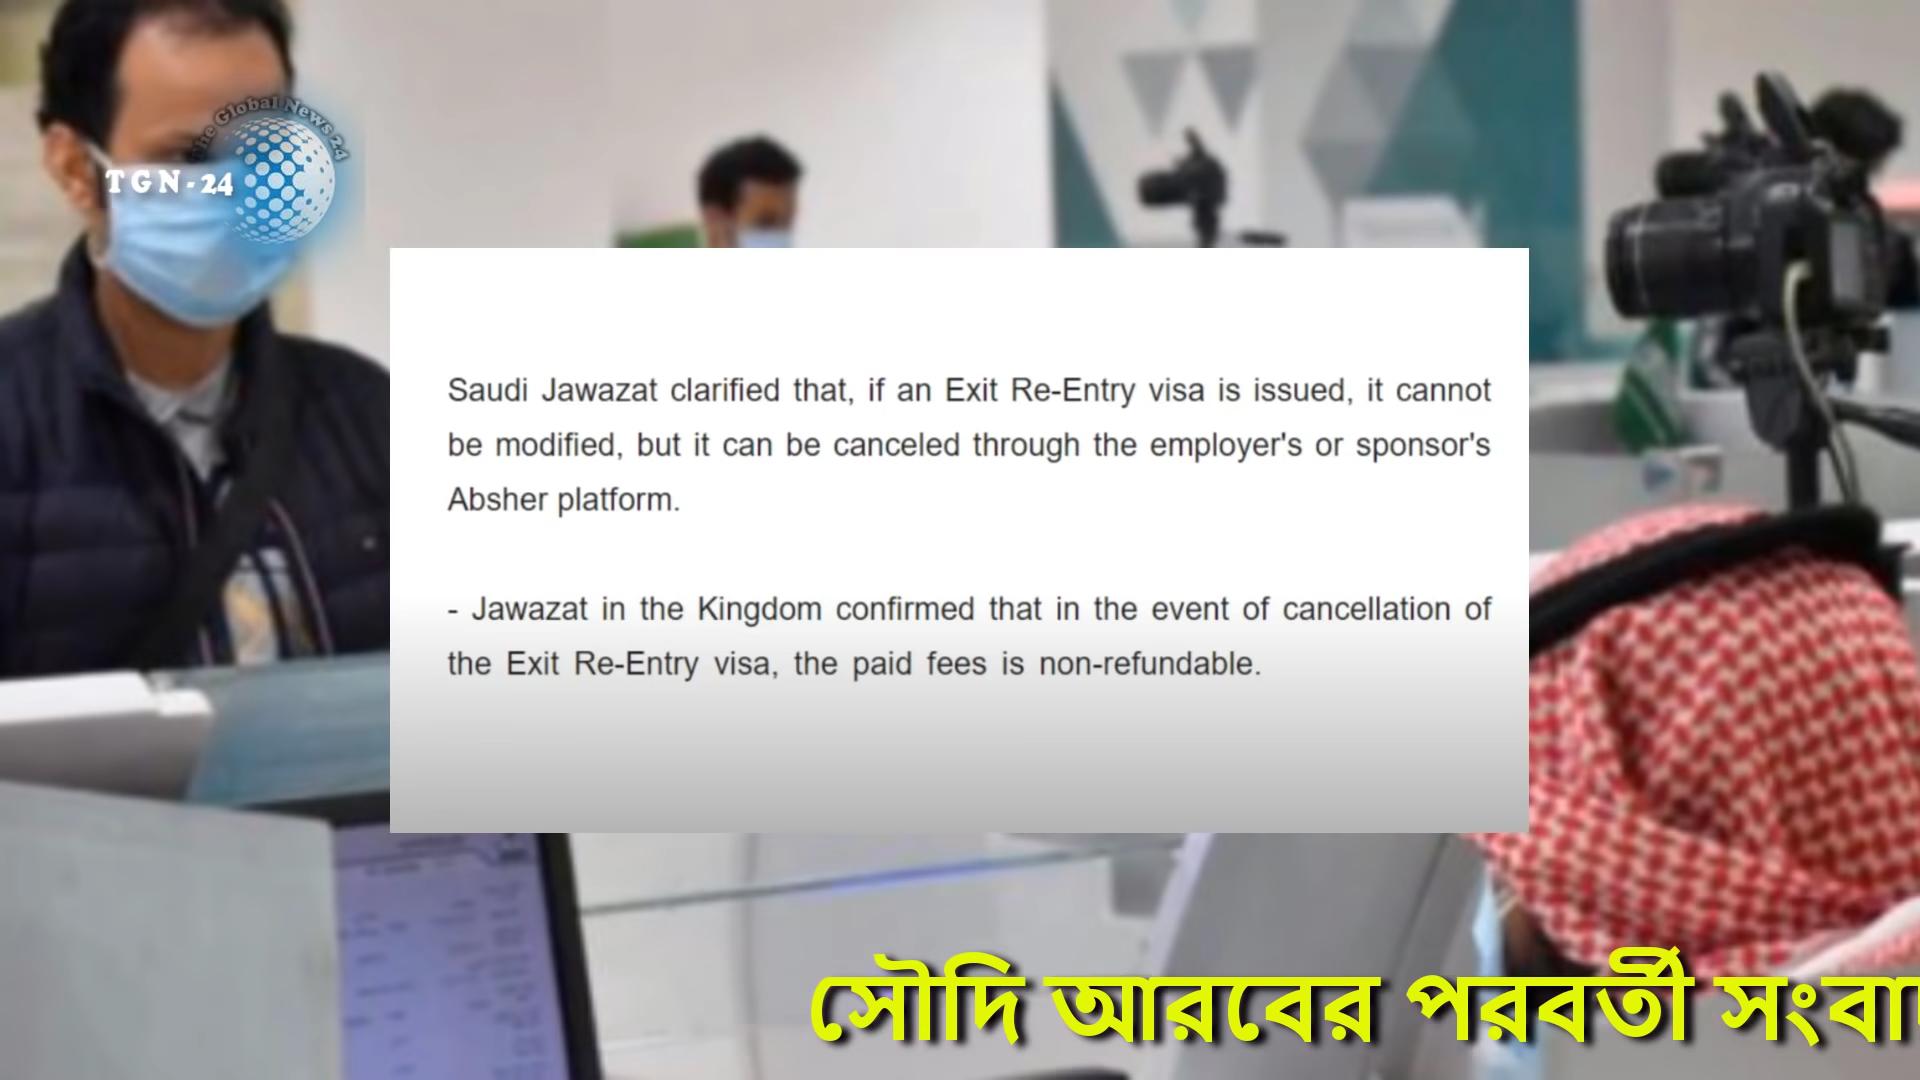 The Global News 24
TGN-24
Saudi Jawazat clarified that, if an Exit Re-Entry visa is issued, it cannot
be modified, but it can be canceled through the employer's or sponsor's
Absher platform.
- Jawazat in the Kingdom confirmed that in the event of cancellation of
the Exit Re-Entry visa, the paid fees is non-refundable.
সৌদি আরবের পরবর্তী